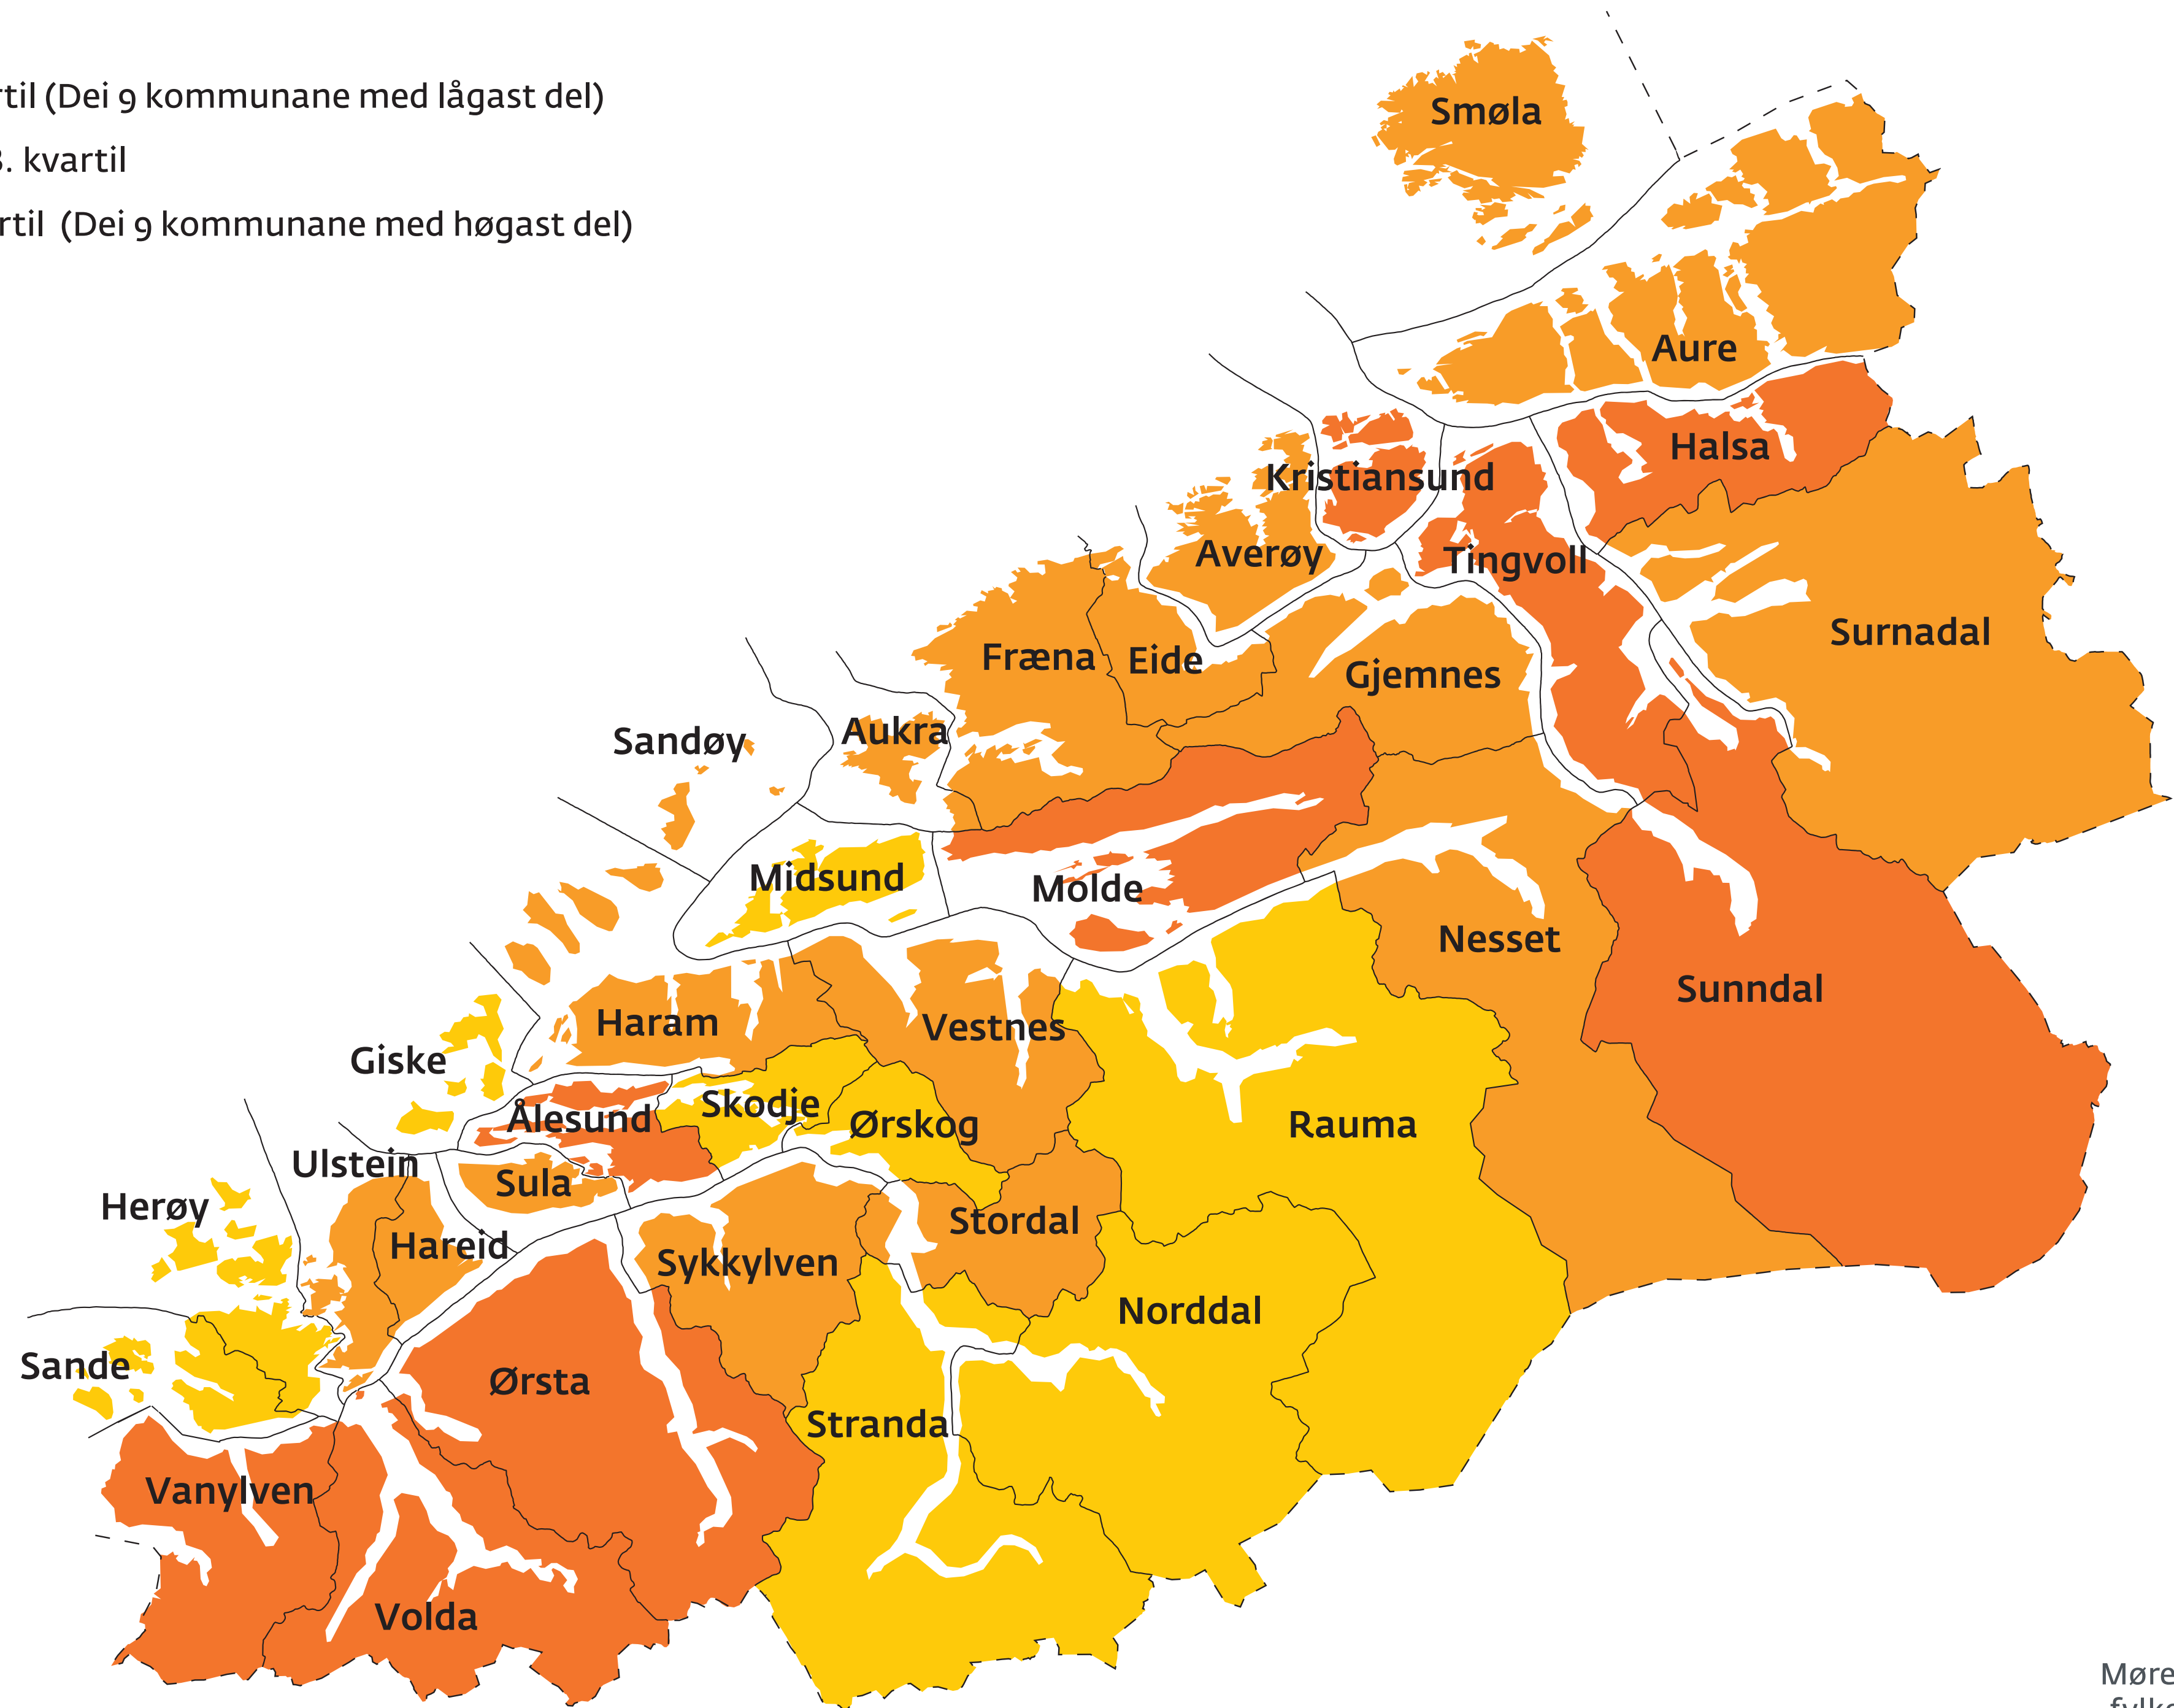 rtil (Dei 9 kommunane med lågast del)
3. kvartil
rtil (Dei 9 kommunane med høgast del)
Smøla
Aure
Halsa
Kristiansund
Averøy
Tingvoll
Surnadal
Fræna
Eide
Gjemnes
Sandøy
Aukra
Midsund
Molde
Nesset
Sunndal
Haram
Vestnes
Giske
Ålesund
Skodje
Ørskog
Rauma
Ulstein
Sula
Herøy
Hareid
Stordal
Sykkylven
Norddal
Sande
Ørsta
Stranda
Vanylven
Volda
Møre